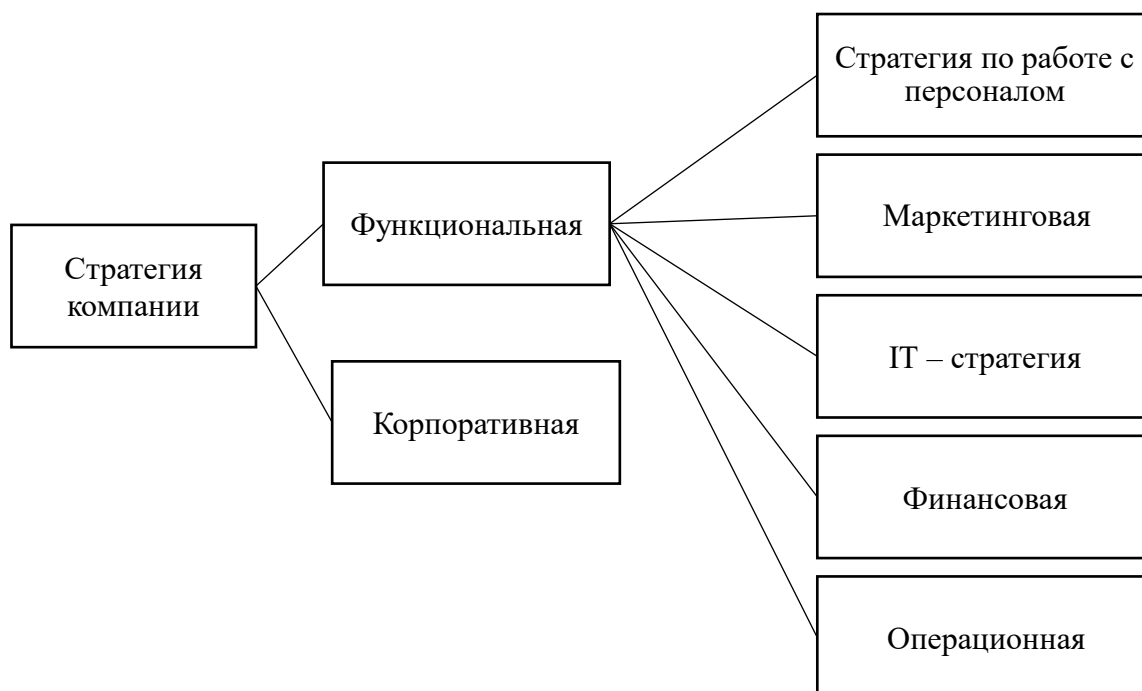 Стратегия
компании
Функциональная
Корпоративная
Стратегия по работе с
персоналом
Маркетинговая
IT – стратегия
Финансовая
Операционная